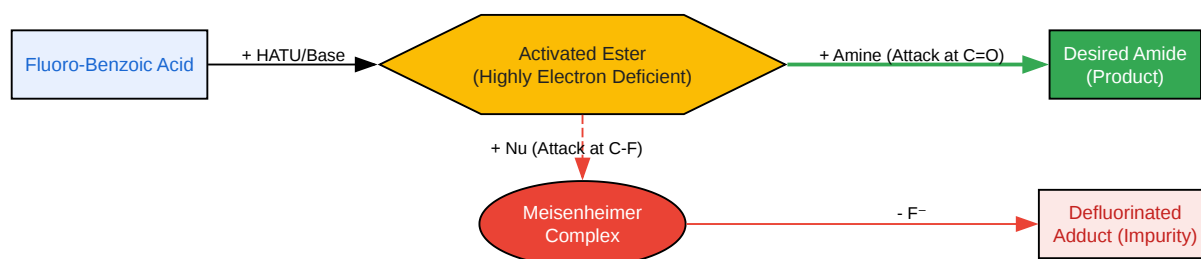 Fluoro-Benzoic Acid
+ HATU/Base
Activated Ester
(Highly Electron Deficient)
+ Amine (Attack at C=O)
Desired Amide
(Product)
+ Nu (Attack at C-F)
Meisenheimer
Complex
- F⁻
Defluorinated
Adduct (Impurity)